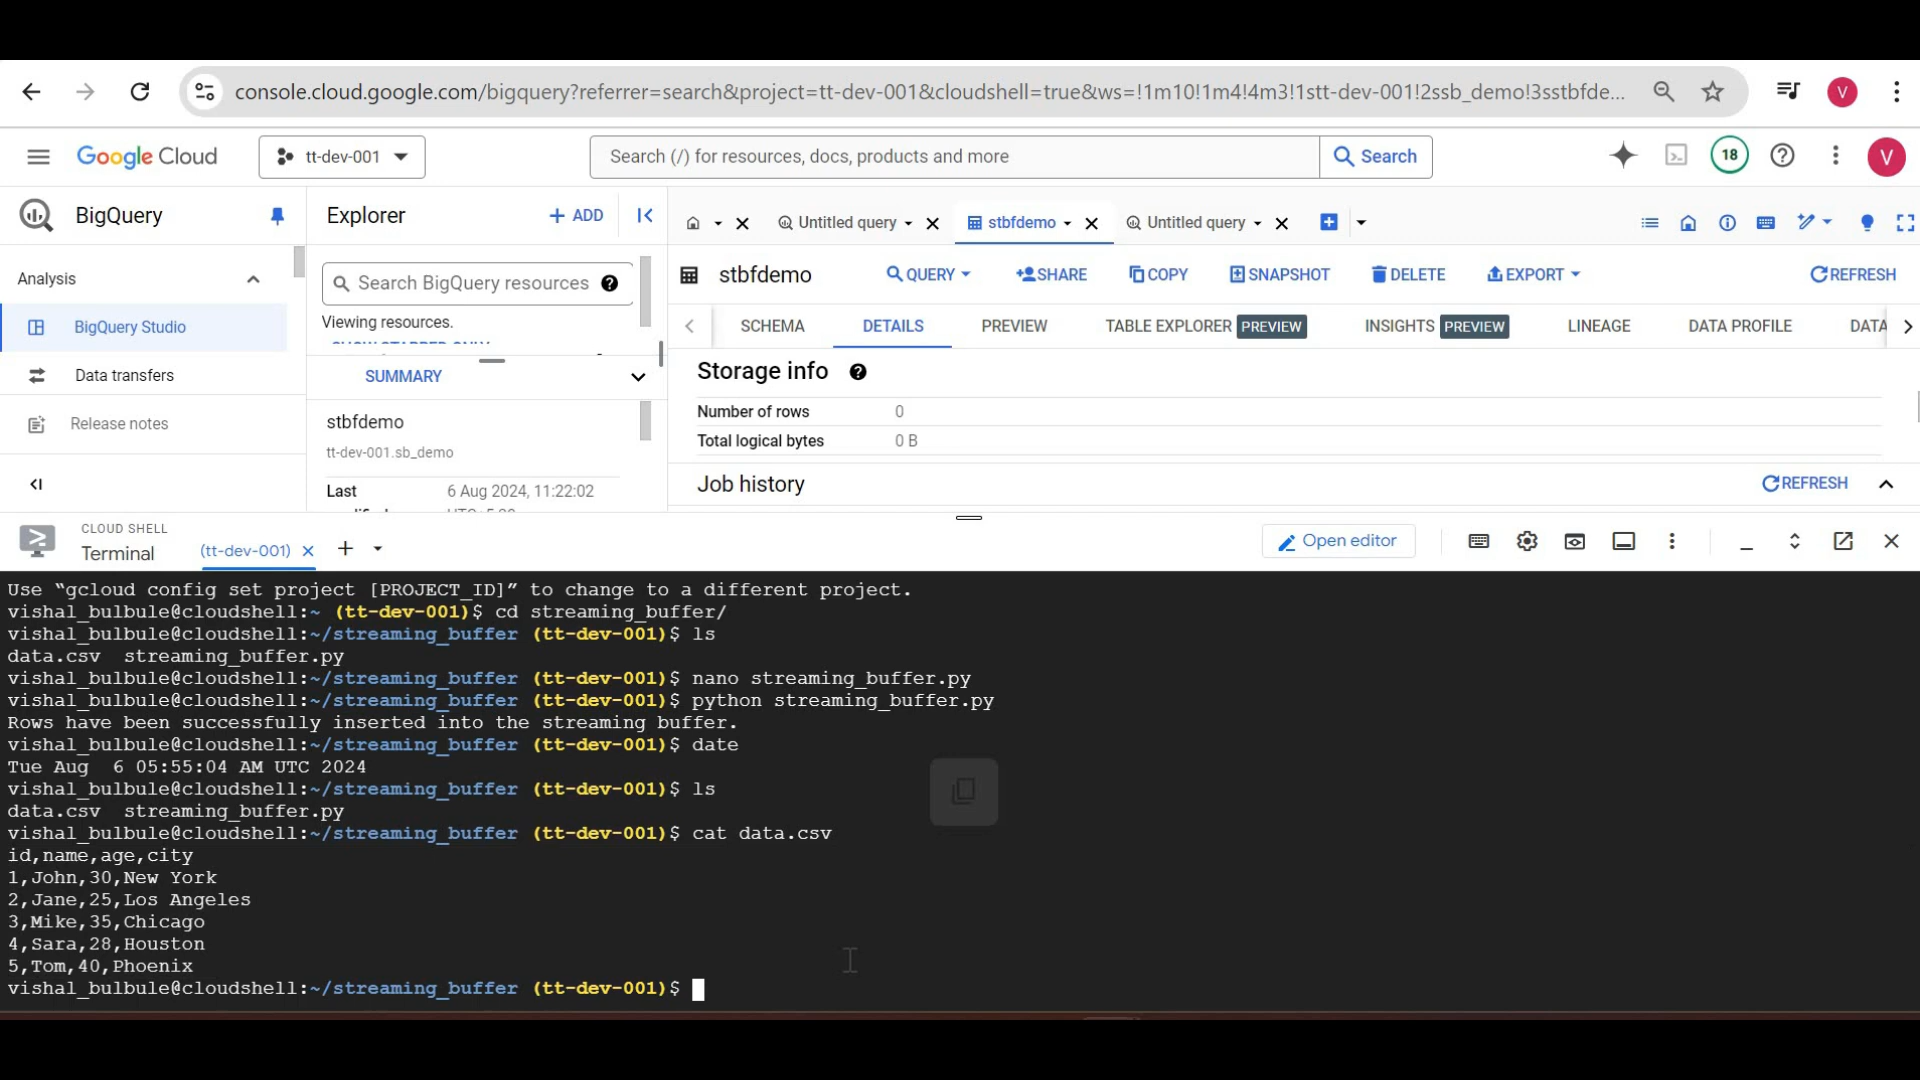 console.cloud.google.com/bigquery?referrer=search&project=tt-dev-001&cloudshell=true&ws=!1m10!1m4!4m3!1stt-dev-001!2ssb_demo!3sstbfde...
V
Google Cloud
tt-dev-001
Search (/) for resources, docs, products and more
Search
18
V
BigQuery
Explorer
+ ADD
Untitled query
stbfdemo
Untitled query
Analysis
Search BigQuery resources
stbfdemo
QUERY
SHARE
COPY
SNAPSHOT
DELETE
EXPORT
REFRESH
BigQuery Studio
Viewing resources.
SHOW STARRED ONLY
SCHEMA
DETAILS
PREVIEW
TABLE EXPLORER PREVIEW
INSIGHTS PREVIEW
LINEAGE
DATA PROFILE
DATA
Data transfers
SUMMARY
Storage info
Release notes
stbfdemo
tt-dev-001.sb_demo
Number of rows 0
Total logical bytes 0 B
Last 6 Aug 2024, 11:22:02
Job history
REFRESH
CLOUD SHELL
Terminal
(tt-dev-001)
Open editor
Use “gcloud config set project [PROJECT_ID]” to change to a different project.
vishal_bulbule@cloudshell:~ (tt-dev-001)$ cd streaming_buffer/
vishal_bulbule@cloudshell:~/streaming_buffer (tt-dev-001)$ ls
data.csv  streaming_buffer.py
vishal_bulbule@cloudshell:~/streaming_buffer (tt-dev-001)$ nano streaming_buffer.py
vishal_bulbule@cloudshell:~/streaming_buffer (tt-dev-001)$ python streaming_buffer.py
Rows have been successfully inserted into the streaming buffer.
vishal_bulbule@cloudshell:~/streaming_buffer (tt-dev-001)$ date
Tue Aug  6 05:55:04 AM UTC 2024
vishal_bulbule@cloudshell:~/streaming_buffer (tt-dev-001)$ ls
data.csv  streaming_buffer.py
vishal_bulbule@cloudshell:~/streaming_buffer (tt-dev-001)$ cat data.csv
id,name,age,city
1,John,30,New York
2,Jane,25,Los Angeles
3,Mike,35,Chicago
4,Sara,28,Houston
5,Tom,40,Phoenix
vishal_bulbule@cloudshell:~/streaming_buffer (tt-dev-001)$